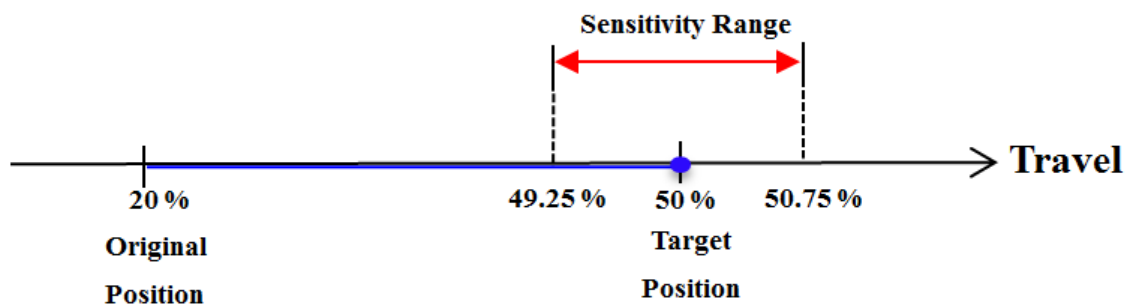 Sensitivity Range
Travel
20 %
49.25 %
50 %
50.75 %
Original
Position
Target
Position